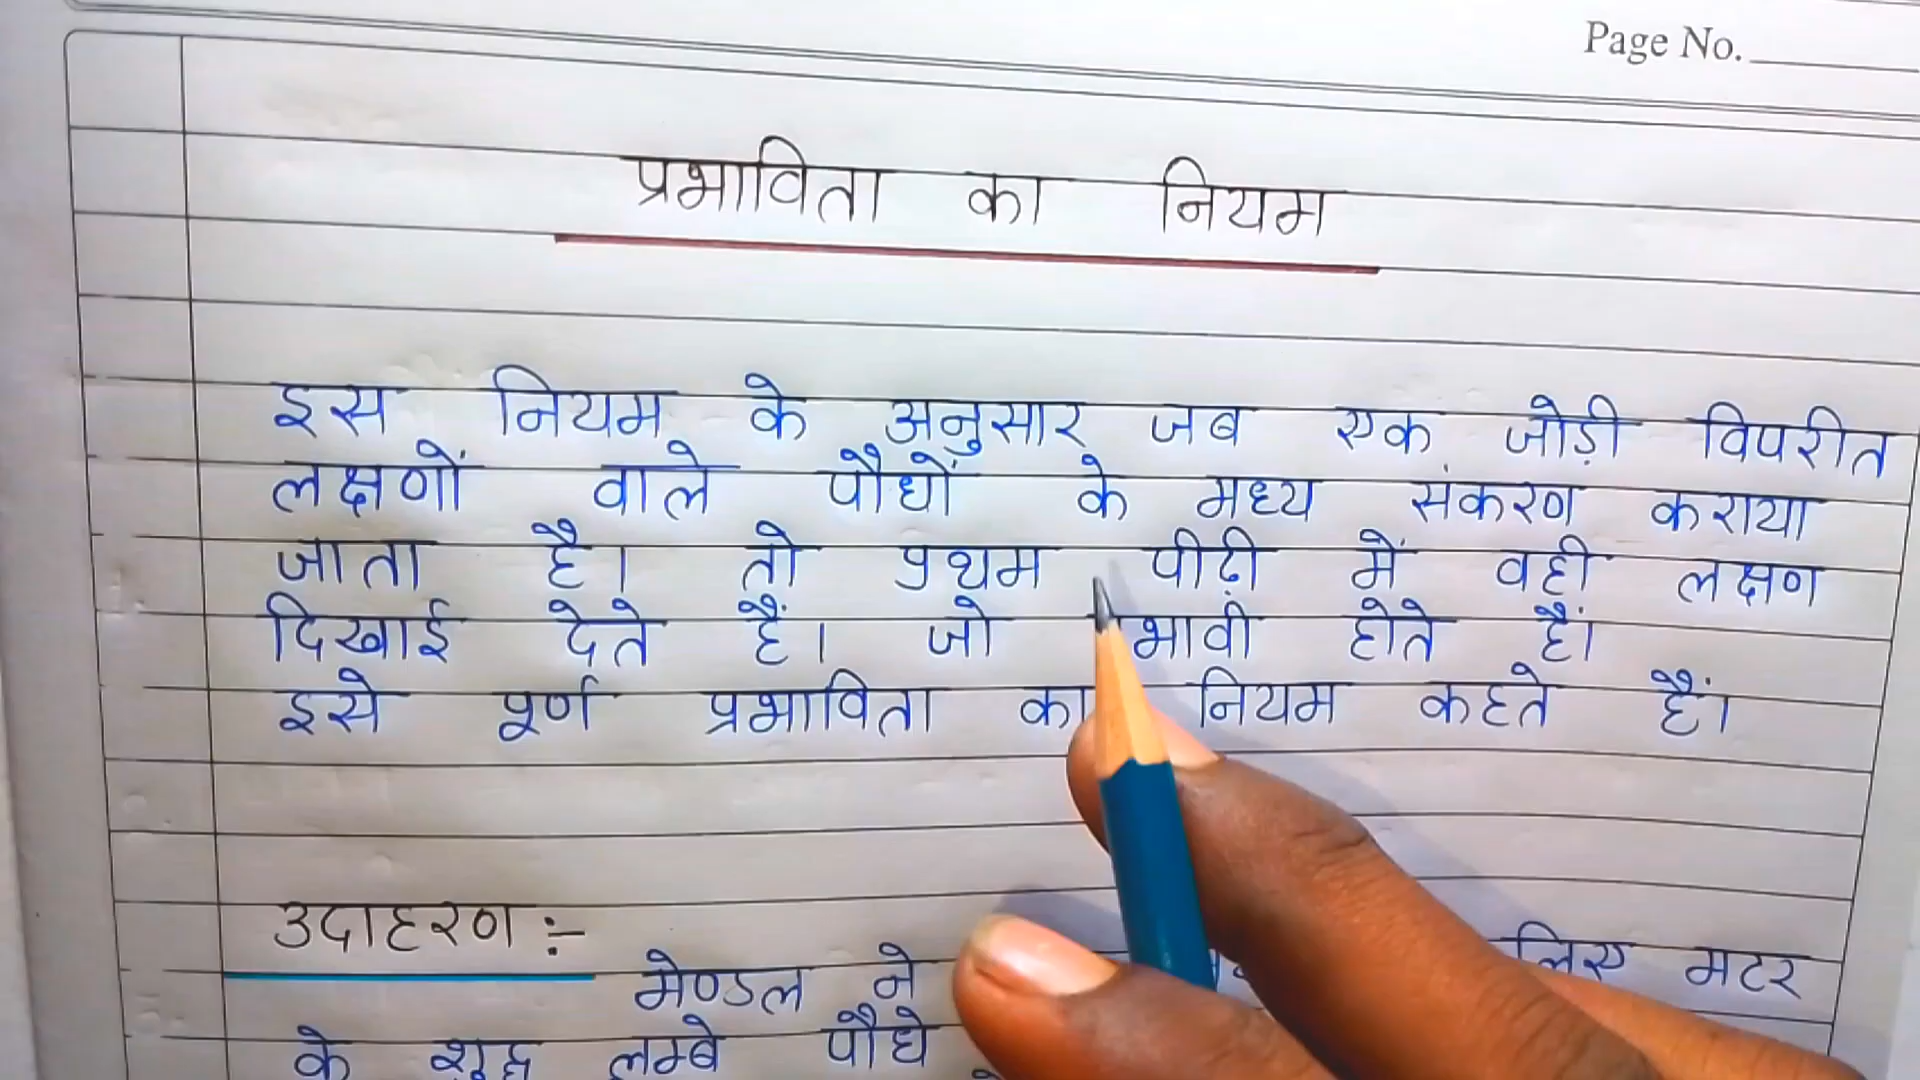 Page No.
प्रभाविता का नियम
इस नियम के अनुसार जब एक जोड़ी विपरीत
लक्षणों वाले पौधों के मध्य संकरण कराया
जाता है। तो प्रथम पीढ़ी में वही लक्षण
दिखाई देते हैं। जो होते हैं।
इसे पूर्ण प्रभाविता का नियम कहते हैं।
उदाहरण :-
मेण्डल ने लिए मटर
के शुद्ध लम्बे पौधे